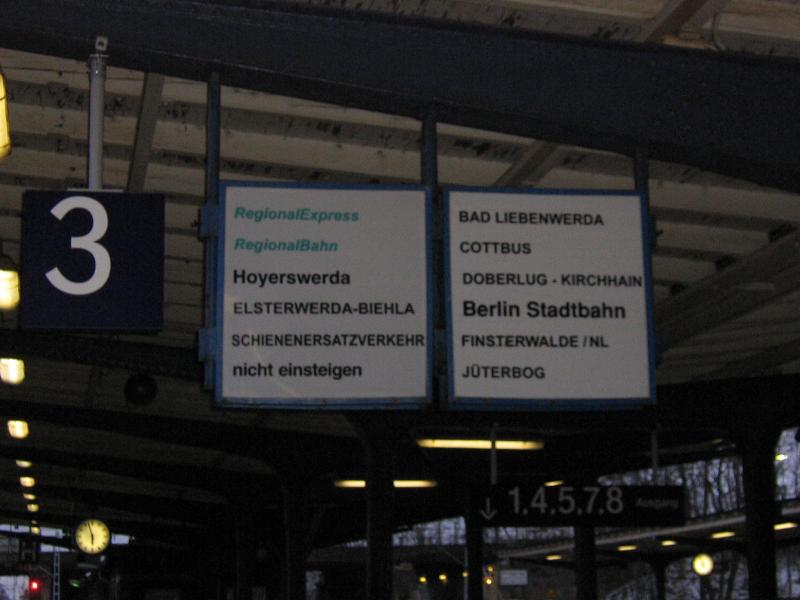 3
RegionalExpress
RegionalBahn
Hoyerswerda
ELSTERWERDA-BIEHLA
SCHIENENERSATZVERKEHR
nicht einsteigen
BAD LIEBENWERDA
COTTBUS
DOBERLUG - KIRCHHAIN
Berlin Stadtbahn
FINSTERWALDE / NL
JÜTERBOG
↓ 1.4.5.7.8 Ausgang